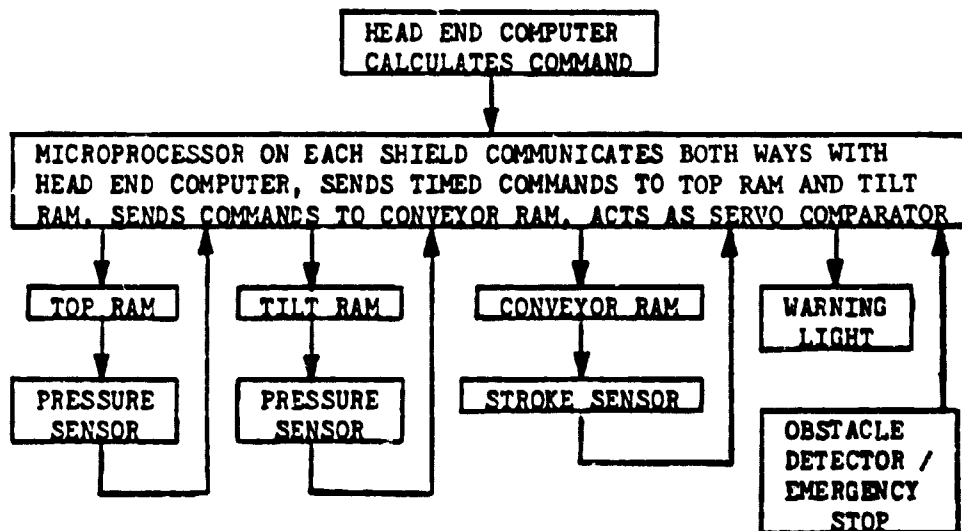 HEAD END COMPUTER
CALCULATES COMMAND
MICROPROCESSOR ON EACH SHIELD COMMUNICATES BOTH WAYS WITH
HEAD END COMPUTER, SENDS TIMED COMMANDS TO TOP RAM AND TILT
RAM. SENDS COMMANDS TO CONVEYOR RAM. ACTS AS SERVO COMPARATOR
TOP RAM
TILT RAM
CONVEYOR RAM
WARNING
LIGHT
PRESSURE
SENSOR
PRESSURE
SENSOR
STROKE SENSOR
OBSTACLE
DETECTOR /
EMERGENCY
STOP